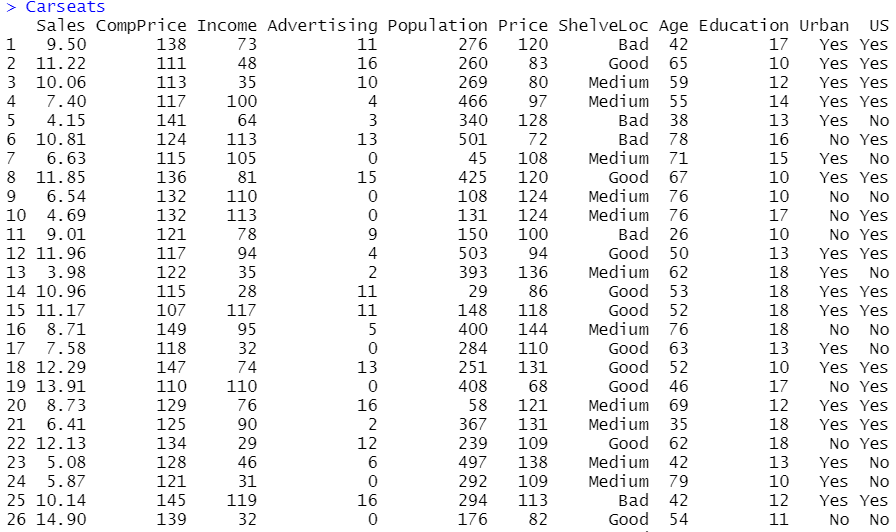 > Carseats
Sales CompPrice Income Advertising Population Price ShelveLoc Age Education Urban US
1 9.50 138 73 11 276 120 Bad 42 17 Yes Yes
2 11.22 111 48 16 260 83 Good 65 10 Yes Yes
3 10.06 113 35 10 269 80 Medium 59 12 Yes Yes
4 7.40 117 100 4 466 97 Medium 55 14 Yes Yes
5 4.15 141 64 3 340 128 Bad 38 13 Yes No
6 10.81 124 113 13 501 72 Bad 78 16 No Yes
7 6.63 115 105 0 45 108 Medium 71 15 Yes No
8 11.85 136 81 15 425 120 Good 67 10 Yes Yes
9 6.54 132 110 0 108 124 Medium 76 10 No No
10 4.69 132 113 0 131 124 Medium 76 17 No Yes
11 9.01 121 78 9 150 100 Bad 26 10 No Yes
12 11.96 117 94 4 503 94 Good 50 13 Yes Yes
13 3.98 122 35 2 393 136 Medium 62 18 Yes No
14 10.96 115 28 11 29 86 Good 53 18 Yes Yes
15 11.17 107 117 11 148 118 Good 52 18 Yes Yes
16 8.71 149 95 5 400 144 Medium 76 18 No No
17 7.58 118 32 0 284 110 Good 63 13 Yes No
18 12.29 147 74 13 251 131 Good 52 10 Yes Yes
19 13.91 110 110 0 408 68 Good 46 17 No Yes
20 8.73 129 76 16 58 121 Medium 69 12 Yes Yes
21 6.41 125 90 2 367 131 Medium 35 18 Yes Yes
22 12.13 134 29 12 239 109 Good 62 18 No Yes
23 5.08 128 46 6 497 138 Medium 42 13 Yes No
24 5.87 121 31 0 292 109 Medium 79 10 Yes No
25 10.14 145 119 16 294 113 Bad 42 12 Yes Yes
26 14.90 139 32 0 176 82 Good 54 11 No No